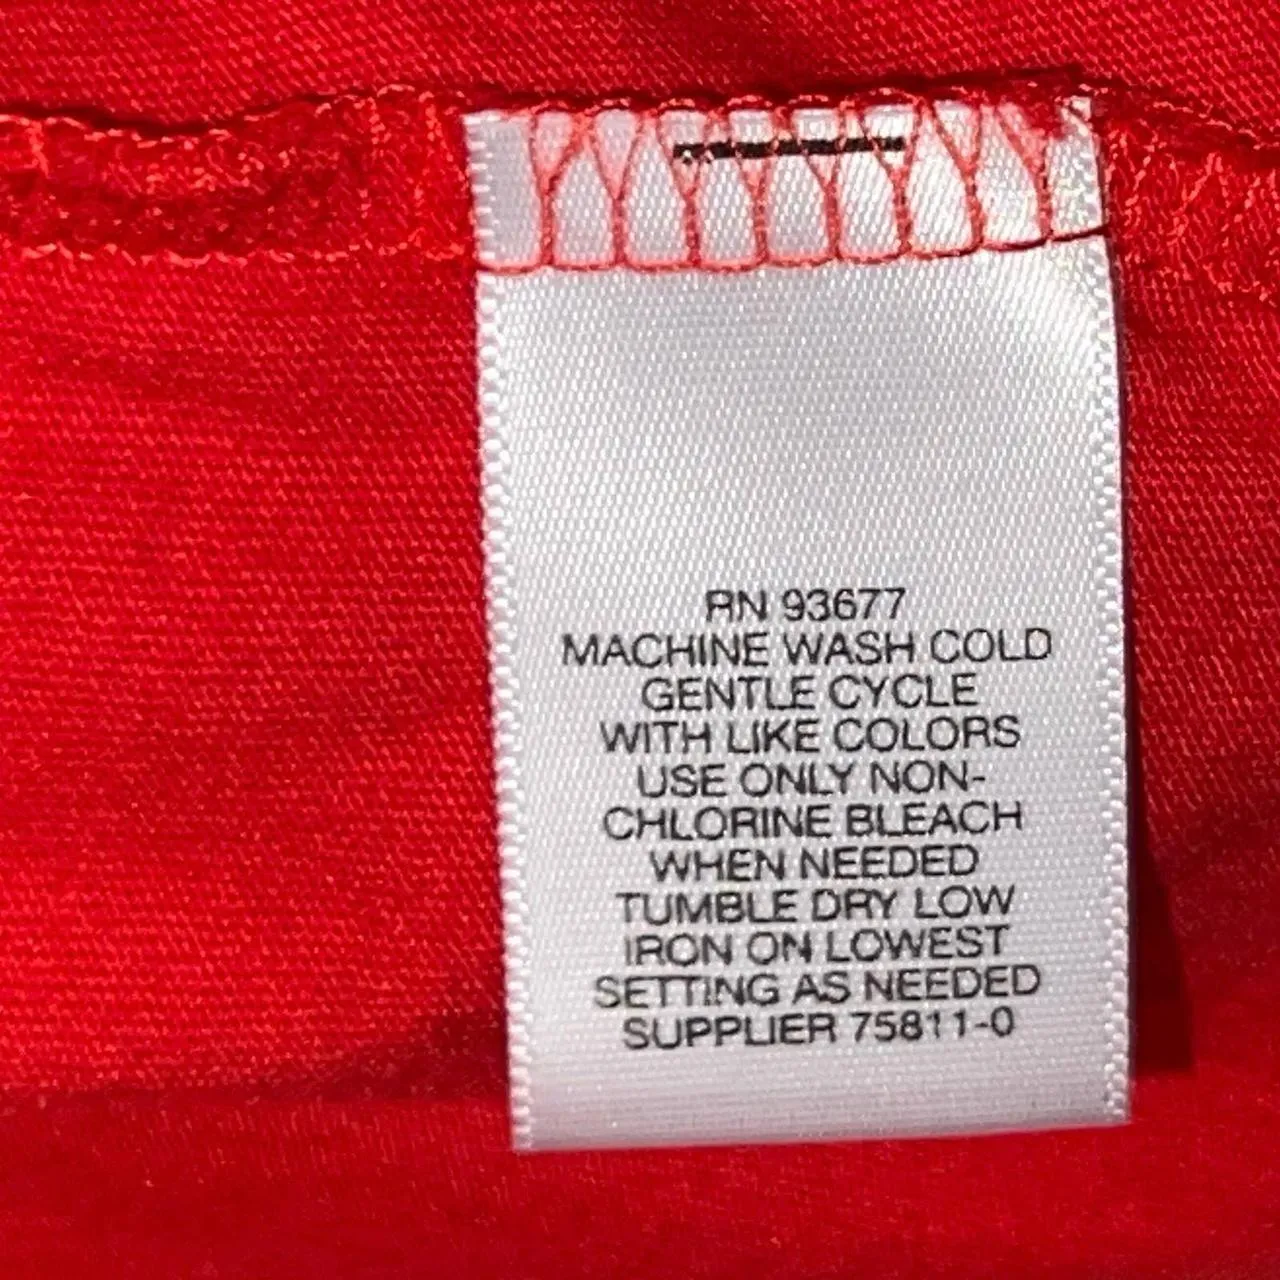 RN 93677
MACHINE WASH COLD
GENTLE CYCLE
WITH LIKE COLORS
USE ONLY NON-
CHLORINE BLEACH
WHEN NEEDED
TUMBLE DRY LOW
IRON ON LOWEST
SETTING AS NEEDED
SUPPLIER 75811-0